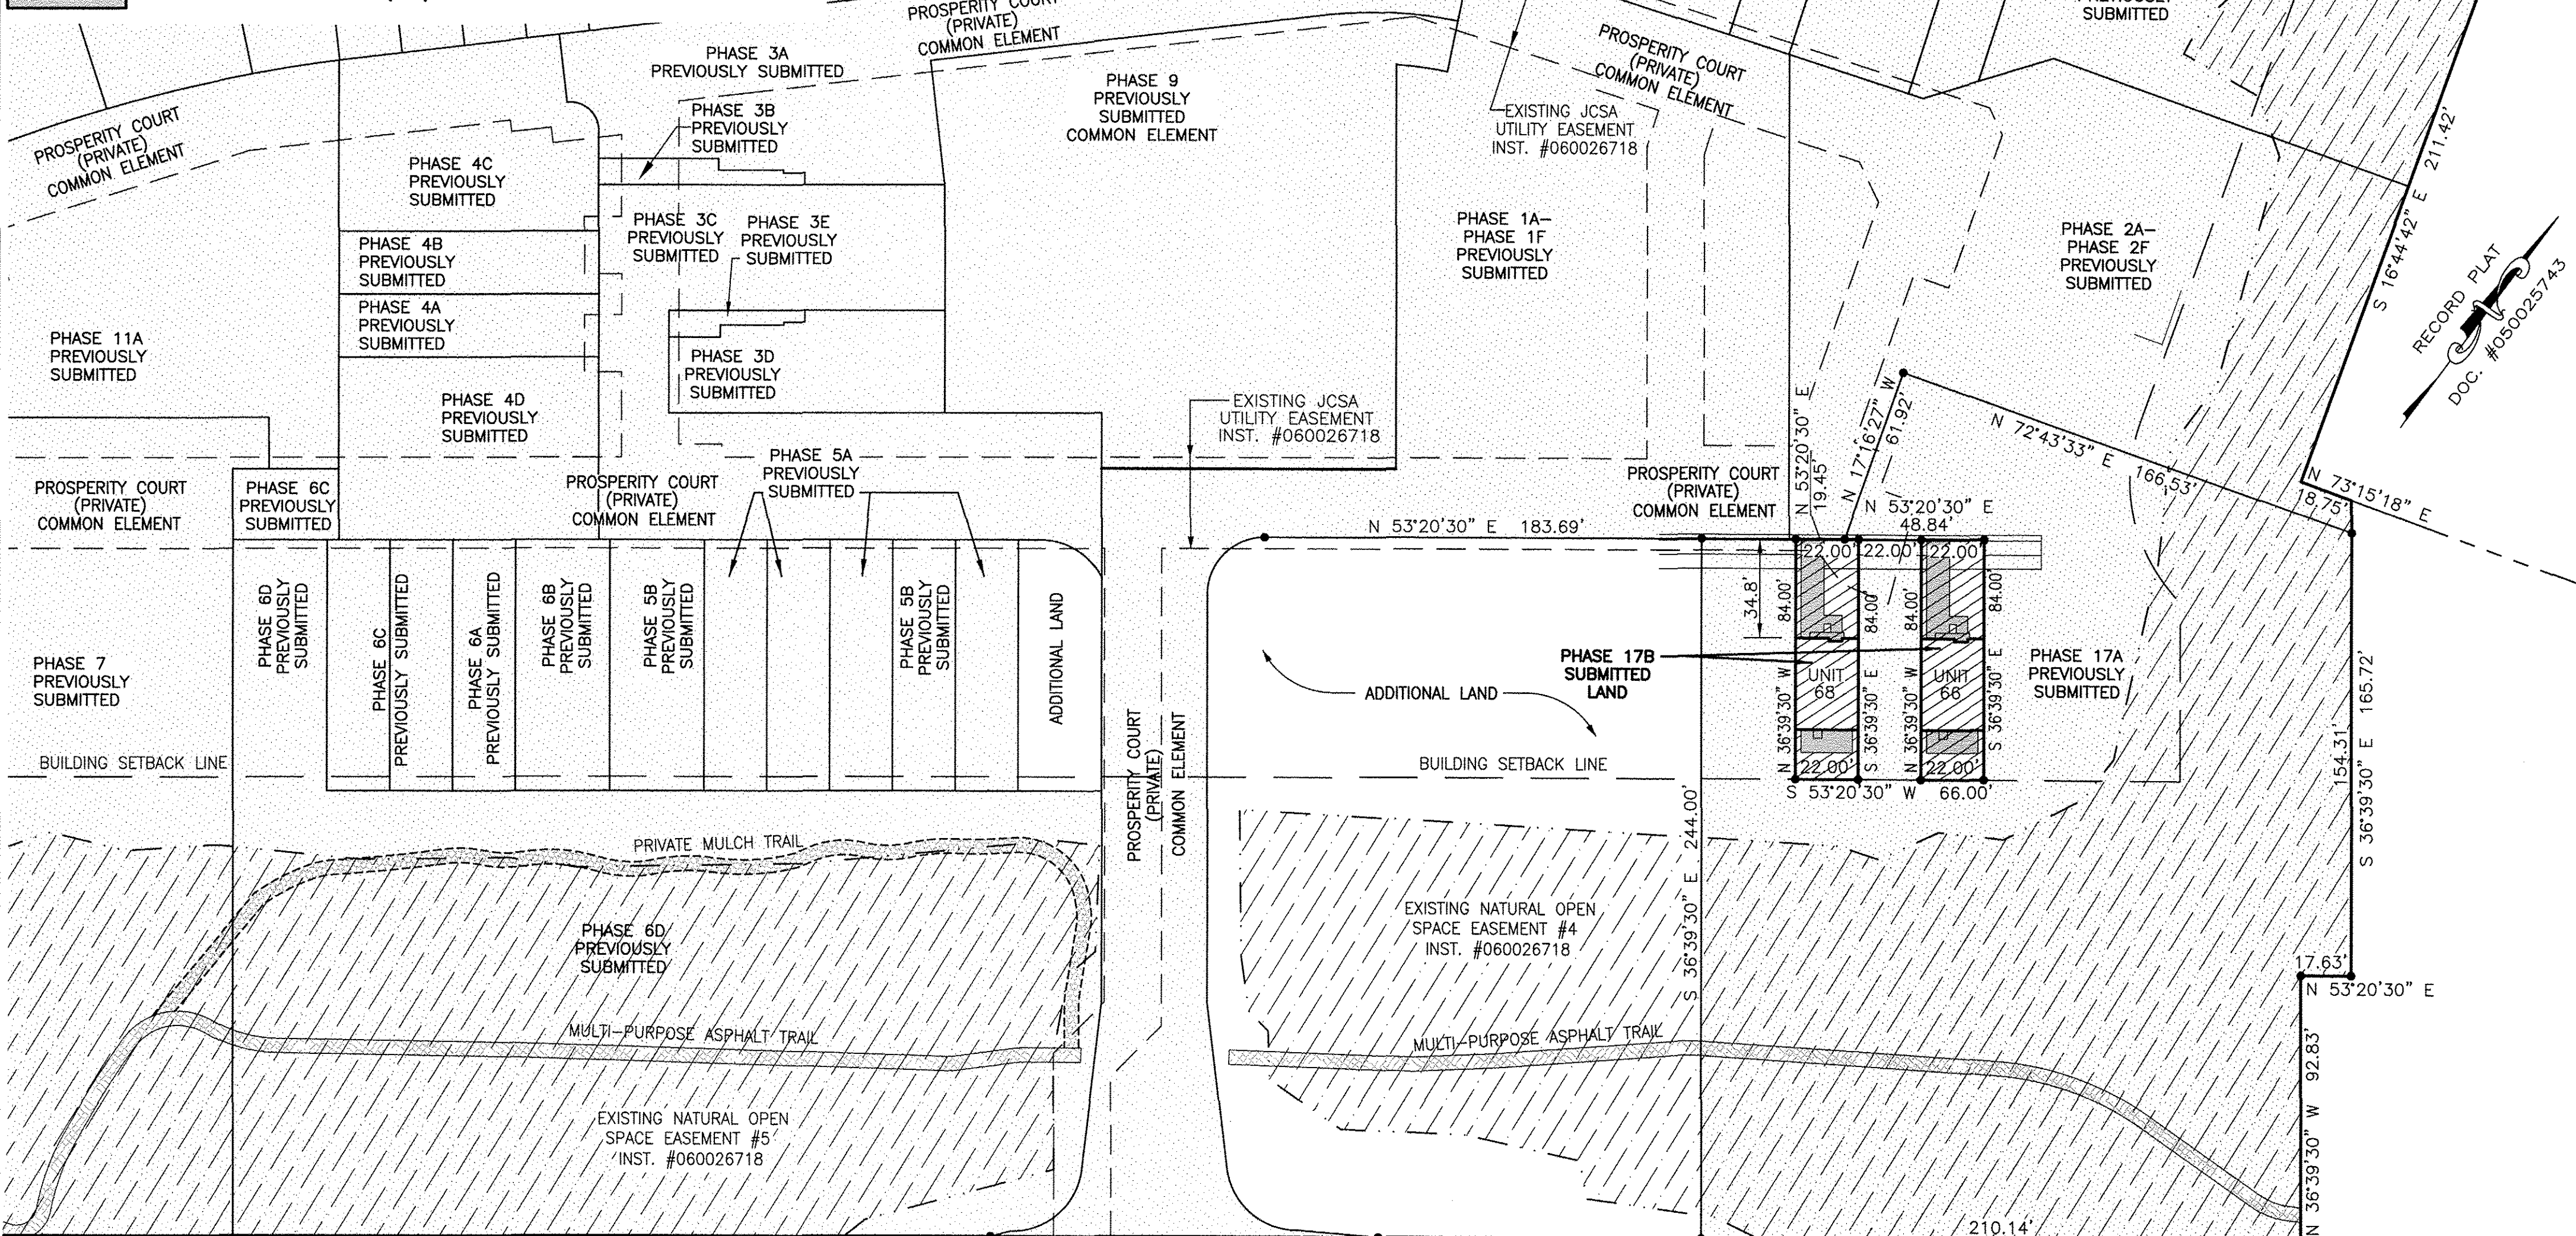 PROSPERITY COURT
(PRIVATE)
COMMON ELEMENT
SUBMITTED
PHASE 3A
PREVIOUSLY SUBMITTED
PHASE 9
PREVIOUSLY
SUBMITTED
COMMON ELEMENT
PROSPERITY COURT
(PRIVATE)
COMMON ELEMENT
PHASE 3B
PREVIOUSLY
SUBMITTED
EXISTING JCSA
UTILITY EASEMENT
INST. #060026718
PROSPERITY COURT
(PRIVATE)
COMMON ELEMENT
PHASE 4C
PREVIOUSLY
SUBMITTED
PHASE 3C
PREVIOUSLY
SUBMITTED
PHASE 3E
PREVIOUSLY
SUBMITTED
PHASE 1A-
PHASE 1F
PREVIOUSLY
SUBMITTED
PHASE 2A-
PHASE 2F
PREVIOUSLY
SUBMITTED
S 16°44'42" E 211.42'
RECORD PLAT
DOC. #050025743
PHASE 4B
PREVIOUSLY
SUBMITTED
PHASE 4A
PREVIOUSLY
SUBMITTED
PHASE 11A
PREVIOUSLY
SUBMITTED
PHASE 3D
PREVIOUSLY
SUBMITTED
PHASE 4D
PREVIOUSLY
SUBMITTED
EXISTING JCSA
UTILITY EASEMENT
INST. #060026718
N 53°20'30" E
19.45'
N 17°16'27" W
61.92'
N 72°43'33" E 166.53'
N 73°15'18" E
18.75'
PROSPERITY COURT
(PRIVATE)
COMMON ELEMENT
PHASE 6C
PREVIOUSLY
SUBMITTED
PROSPERITY COURT
(PRIVATE)
COMMON ELEMENT
PHASE 5A
PREVIOUSLY
SUBMITTED
PROSPERITY COURT
(PRIVATE)
COMMON ELEMENT
N 53°20'30" E 183.69'
N 53°20'30" E
48.84'
22.00'
22.00'
22.00'
34.8'
84.00'
84.00'
84.00'
84.00'
PHASE 6D
PREVIOUSLY
SUBMITTED
PHASE 6C
PREVIOUSLY SUBMITTED
PHASE 6A
PREVIOUSLY SUBMITTED
PHASE 6B
PREVIOUSLY
SUBMITTED
PHASE 5B
PREVIOUSLY
SUBMITTED
PHASE 5B
PREVIOUSLY
SUBMITTED
ADDITIONAL LAND
PHASE 7
PREVIOUSLY
SUBMITTED
ADDITIONAL LAND
PHASE 17B
SUBMITTED
LAND
UNIT
68
UNIT
66
N 36°39'30" W
S 36°39'30" E
N 36°39'30" W
S 36°39'30" E
PHASE 17A
PREVIOUSLY
SUBMITTED
PROSPERITY COURT
(PRIVATE)
COMMON ELEMENT
BUILDING SETBACK LINE
BUILDING SETBACK LINE
22.00'
22.00'
S 53°20'30" W 66.00'
154.31'
S 36°39'30" E 165.72'
S 36°39'30" E 244.00'
PRIVATE MULCH TRAIL
PHASE 6D
PREVIOUSLY
SUBMITTED
EXISTING NATURAL OPEN
SPACE EASEMENT #4
INST. #060026718
17.63'
N 53°20'30" E
MULTI-PURPOSE ASPHALT TRAIL
MULTI-PURPOSE ASPHALT TRAIL
N 36°39'30" W 92.83'
EXISTING NATURAL OPEN
SPACE EASEMENT #5
INST. #060026718
210.14'